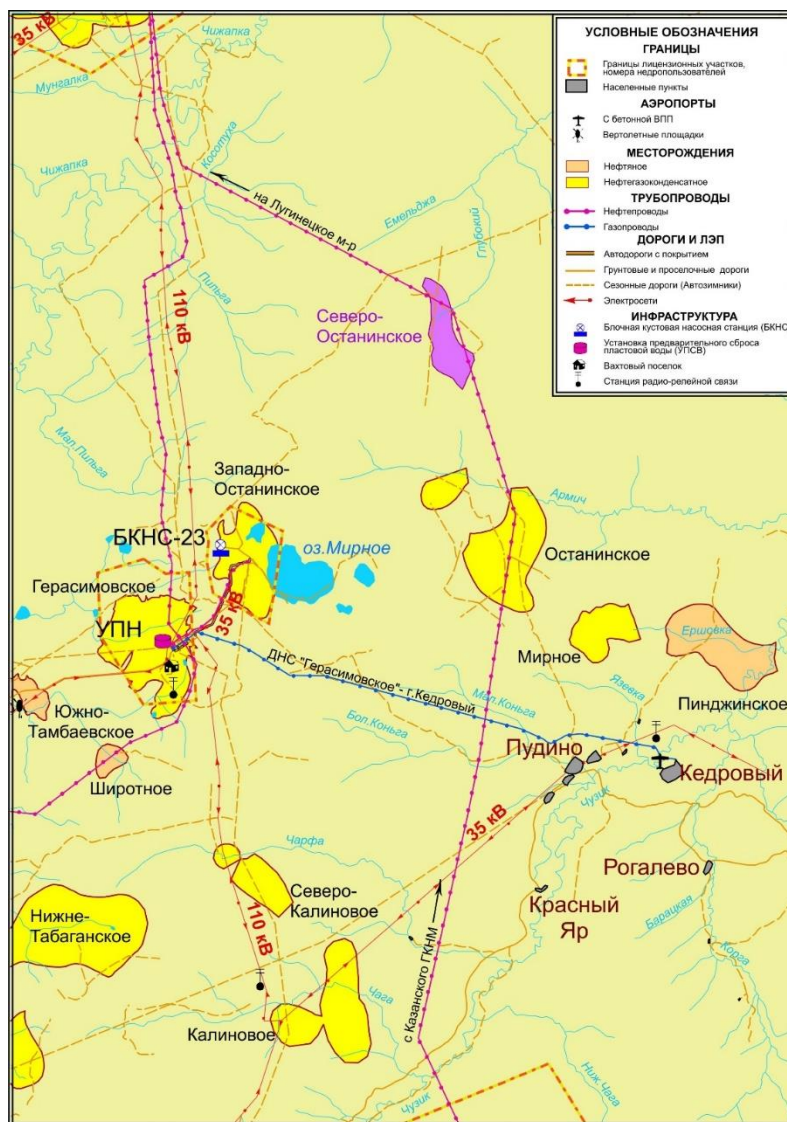 УСЛОВНЫЕ ОБОЗНАЧЕНИЯ
ГРАНИЦЫ
Границы лицензионных участков,
номера недропользователей
Населенные пункты
АЭРОПОРТЫ
С бетонной ВПП
Вертолетные площадки
МЕСТОРОЖДЕНИЯ
Нефтяное
Нефтегазоконденсатное
ТРУБОПРОВОДЫ
Нефтепроводы
Газопроводы
ДОРОГИ И ЛЭП
Автодороги с покрытием
Грунтовые и проселочные дороги
Сезонные дороги (Автозимники)
Электросети
ИНФРАСТРУКТУРА
Блочная кустовая насосная станция (БКНС)
Установка предварительного сброса
пластовой воды (УПСВ)
Вахтовый поселок
Станция радио-релейной связи
35 кВ
Чижапка
Мунгалка
Косотуха
Чижапка
на Лугинецкое м-р
Емельджа
Глубокий
Пильга
110 кВ
Северо-
Останинское
Мал.Пильга
Западно-
Останинское
Армич
БКНС-23
оз.Мирное
Останинское
Герасимовское
35 кВ
УПН
Ершовка
Мирное
ДНС "Герасимовское"- г.Кедровый
Мал.Коньга
Язевка
Пинджинское
Южно-
Тамбаевское
Бол.Коньга
Пудино
Кедровый
Широтное
Чузик
35 кВ
Чарфа
Рогалево
Северо-
Калиновое
Красный
Яр
Нижне-
Табаганское
110 кВ
Барацкая
Корга
с Казанского ГКНМ
Чага
Калиновое
Ниж.Чага
Чузик